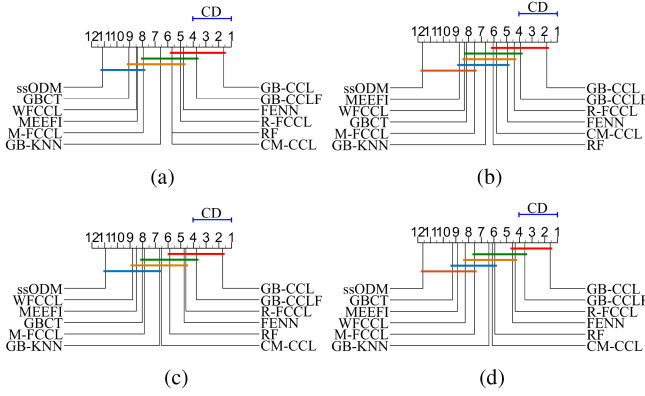 CD
12 11 10 9 8 7 6 5 4 3 2 1
ssODM GB-CCL
GBCT GB-CCLF
WFCCL FENN
MEEFI R-FCCL
M-FCCL RF
GB-KNN CM-CCL
(a)
CD
12 11 10 9 8 7 6 5 4 3 2 1
ssODM GB-CCL
MEEFI GB-CCLF
WFCCL R-FCCL
GBCT FENN
M-FCCL CM-CCL
GB-KNN RF
(b)
CD
12 11 10 9 8 7 6 5 4 3 2 1
ssODM GB-CCL
WFCCL GB-CCLF
MEEFI R-FCCL
GBCT FENN
M-FCCL RF
GB-KNN CM-CCL
(c)
CD
12 11 10 9 8 7 6 5 4 3 2 1
ssODM GB-CCL
GBCT GB-CCLF
MEEFI R-FCCL
WFCCL FENN
M-FCCL RF
GB-KNN CM-CCL
(d)